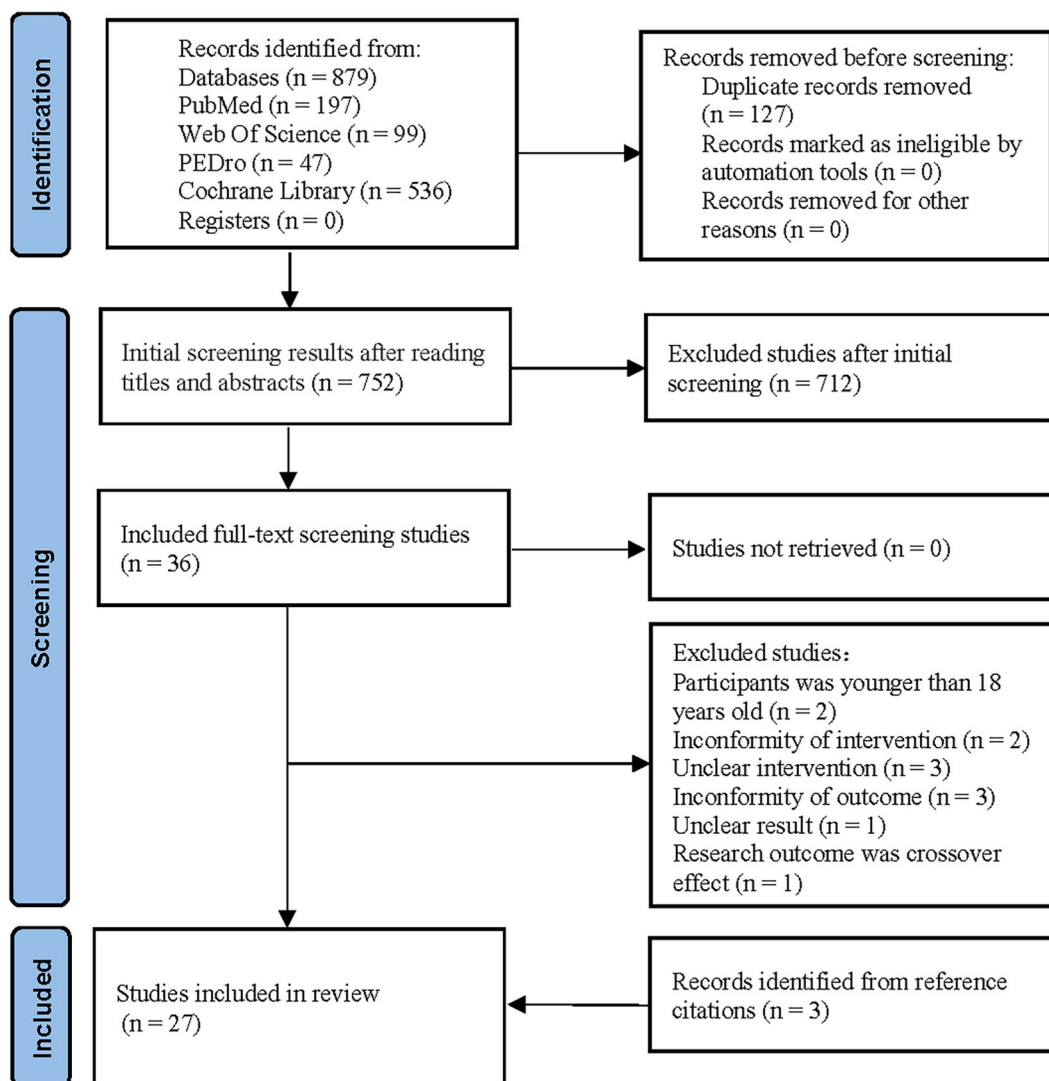 Identification
Records identified from:
Databases (n = 879)
PubMed (n = 197)
Web Of Science (n = 99)
PEDro (n = 47)
Cochrane Library (n = 536)
Registers (n = 0)
Records removed before screening:
Duplicate records removed
(n = 127)
Records marked as ineligible by
automation tools (n = 0)
Records removed for other
reasons (n = 0)
Screening
Initial screening results after reading
titles and abstracts (n = 752)
Excluded studies after initial
screening (n = 712)
Included full-text screening studies
(n = 36)
Studies not retrieved (n = 0)
Excluded studies：
Participants was younger than 18
years old (n = 2)
Inconformity of intervention (n = 2)
Unclear intervention (n = 3)
Inconformity of outcome (n = 3)
Unclear result (n = 1)
Research outcome was crossover
effect (n = 1)
Included
Studies included in review
(n = 27)
Records identified from reference
citations (n = 3)